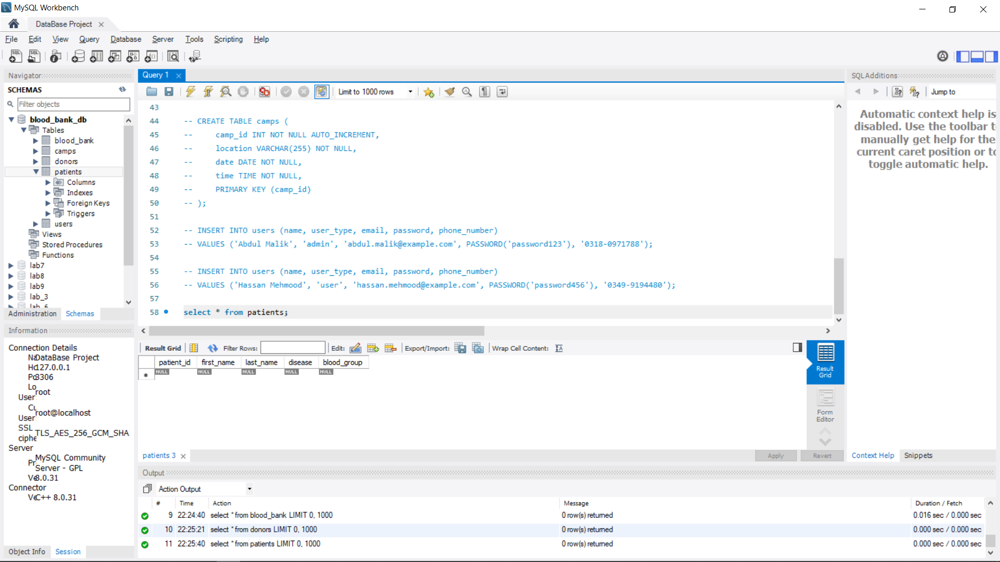 MySQL Workbench
DataBase Project
File Edit View Query Database Server Tools Scripting Help
Navigator
SCHEMAS
Filter objects
blood_bank_db
Tables
blood_bank
camps
donors
patients
Columns
Indexes
Foreign Keys
Triggers
users
Views
Stored Procedures
Functions
lab7
lab8
lab9
lab_3
lab_6
Administration Schemas
Information
Connection Details
DataBase Project
127.0.0.1
3306
root
User
root@localhost
User
SSL
TLS_AES_256_GCM_SHA
Server
MySQL Community
Server - GPL
8.0.31
Connector
C++ 8.0.31
Object Info Session
Query 1
Limit to 1000 rows
43
44 -- CREATE TABLE camps (
45 -- camp_id INT NOT NULL AUTO_INCREMENT,
46 -- location VARCHAR(255) NOT NULL,
47 -- date DATE NOT NULL,
48 -- time TIME NOT NULL,
49 -- PRIMARY KEY (camp_id)
50 -- );
51
52 -- INSERT INTO users (name, user_type, email, password, phone_number)
53 -- VALUES ('Abdul Malik', 'admin', 'abdul.malik@example.com', PASSWORD('password123'), '0318-0971788');
54
55 -- INSERT INTO users (name, user_type, email, password, phone_number)
56 -- VALUES ('Hassan Mehmood', 'user', 'hassan.mehmood@example.com', PASSWORD('password456'), '0349-9194480');
57
58 select * from patients;
Result Grid Filter Rows: Edit: Export/Import: Wrap Cell Content:
patient_id first_name last_name disease blood_group
NULL NULL NULL NULL NULL
Result
Grid
Form
Editor
patients 3
Apply Revert
Output
Action Output
# Time Action Message Duration / Fetch
9 22:24:40 select * from blood_bank LIMIT 0, 1000 0 row(s) returned 0.016 sec / 0.000 sec
10 22:25:21 select * from donors LIMIT 0, 1000 0 row(s) returned 0.000 sec / 0.000 sec
11 22:25:40 select * from patients LIMIT 0, 1000 0 row(s) returned 0.000 sec / 0.000 sec
SQLAdditions
Jump to
Automatic context help is
disabled. Use the toolbar t
manually get help for the
current caret position or to
toggle automatic help.
Context Help Snippets